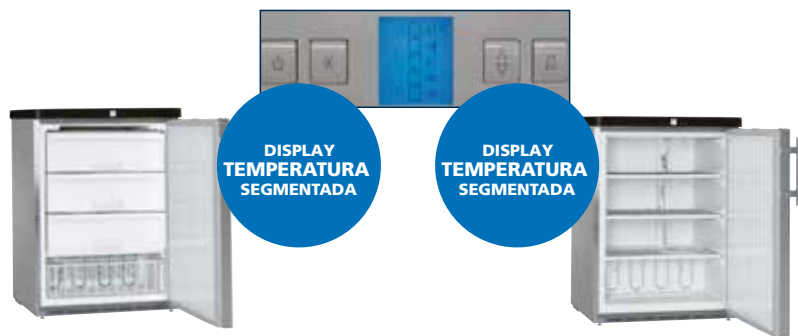 DISPLAY
TEMPERATURA
SEGMENTADA
DISPLAY
TEMPERATURA
SEGMENTADA